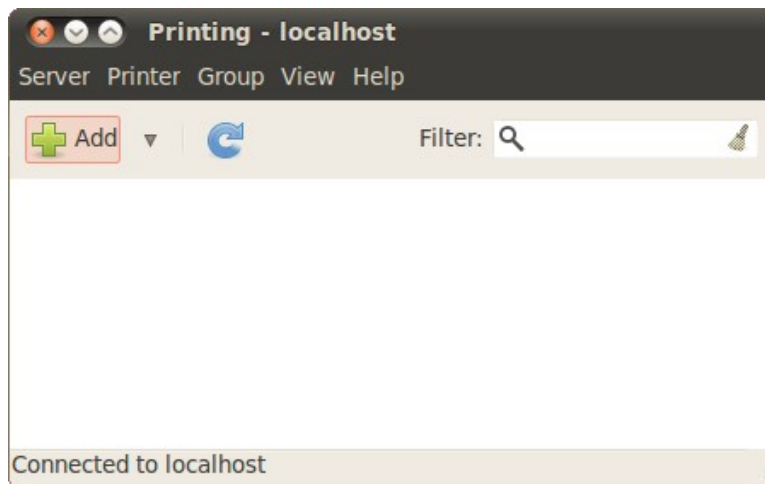 Printing - localhost
Server Printer Group View Help
Add Filter:
Connected to localhost